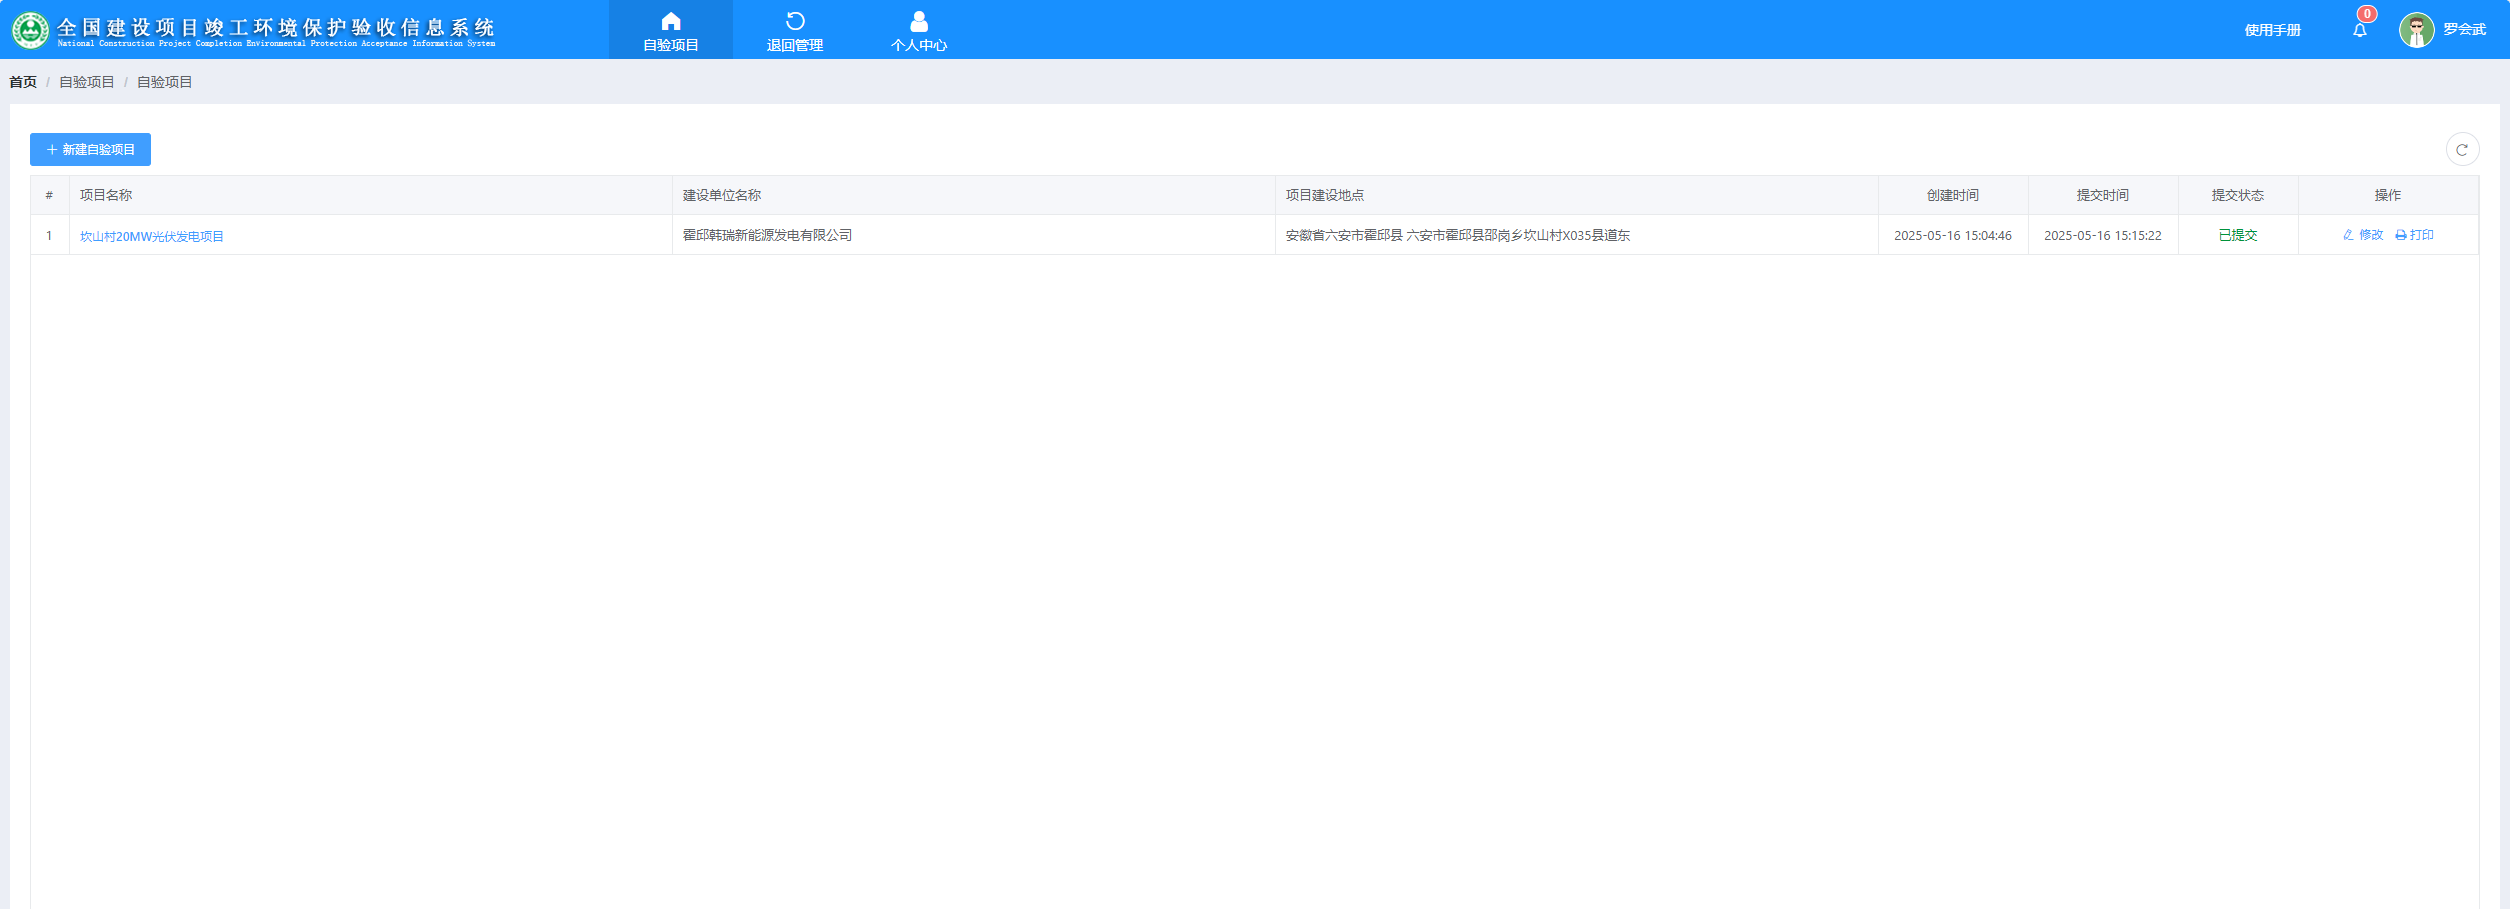 全国建设项目竣工环境保护验收信息系统
National Construction Project Completion Environmental Protection Acceptance Information System
自验项目
退回管理
个人中心
使用手册
0
罗会武
首页 / 自验项目 / 自验项目
新建自验项目
# 项目名称 建设单位名称 项目建设地点 创建时间 提交时间 提交状态 操作
1 坎山村20MW光伏发电项目 霍邱韩瑞新能源发电有限公司 安徽省六安市霍邱县 六安市霍邱县邵岗乡坎山村X035县道东 2025-05-16 15:04:46 2025-05-16 15:15:22 已提交 修改 打印